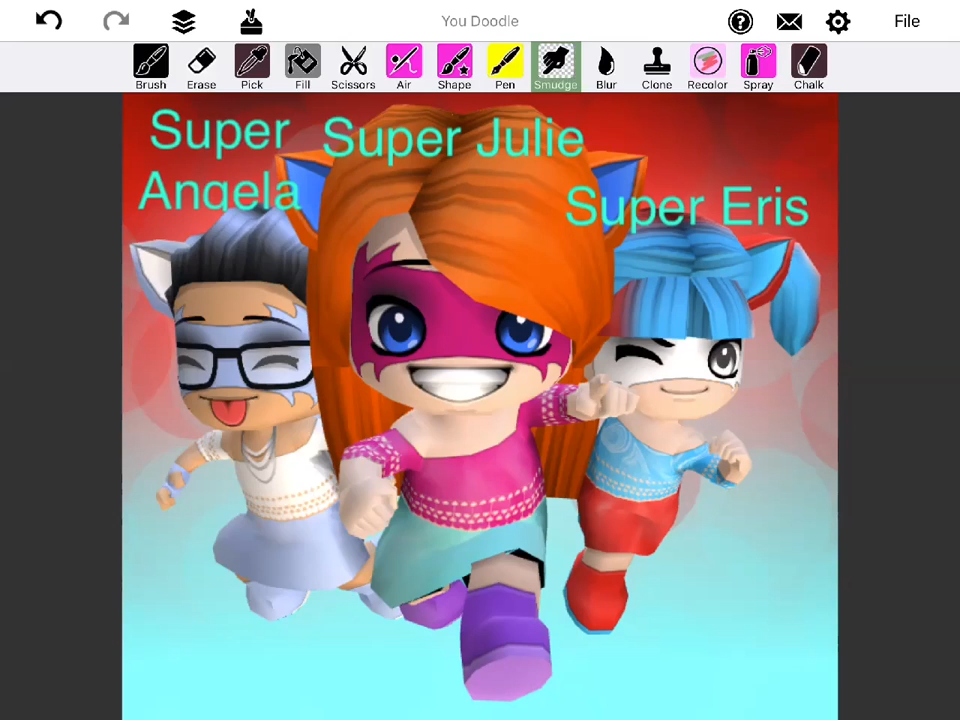 You Doodle
File
Brush
Erase
Pick
Fill
Scissors
Air
Shape
Pen
Smudge
Blur
Clone
Recolor
Spray
Chalk
Super
Angela
Super Julie
Super Eris